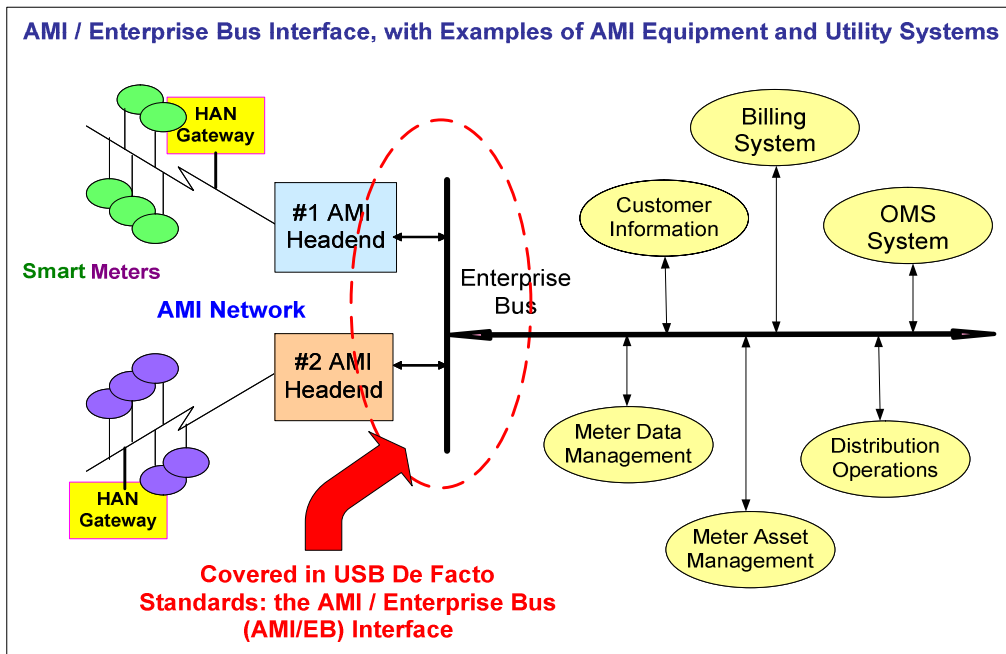 AMI / Enterprise Bus Interface, with Examples of AMI Equipment and Utility Systems
HAN
Gateway
Smart Meters
#1 AMI
Headend
AMI Network
#2 AMI
Headend
HAN
Gateway
Enterprise
Bus
Customer
Information
Billing
System
OMS
System
Meter Data
Management
Meter Asset
Management
Distribution
Operations
Covered in USB De Facto
Standards: the AMI / Enterprise Bus
(AMI/EB) Interface